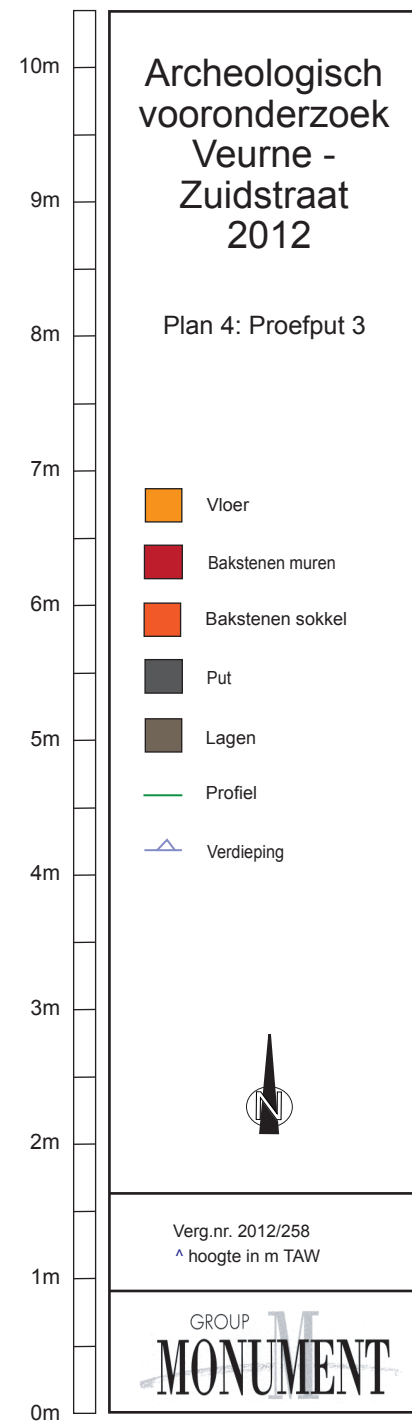 Archeologisch
vooronderzoek
Veurne -
Zuidstraat
2012
Plan 4: Proefput 3
Vloer
Bakstenen muren
Bakstenen sokkel
Put
Lagen
Profiel
Verdieping
N
Verg.nr. 2012/258
^ hoogte in m TAW
GROUP
M
MONUMENT
10m
9m
8m
7m
6m
5m
4m
3m
2m
1m
0m